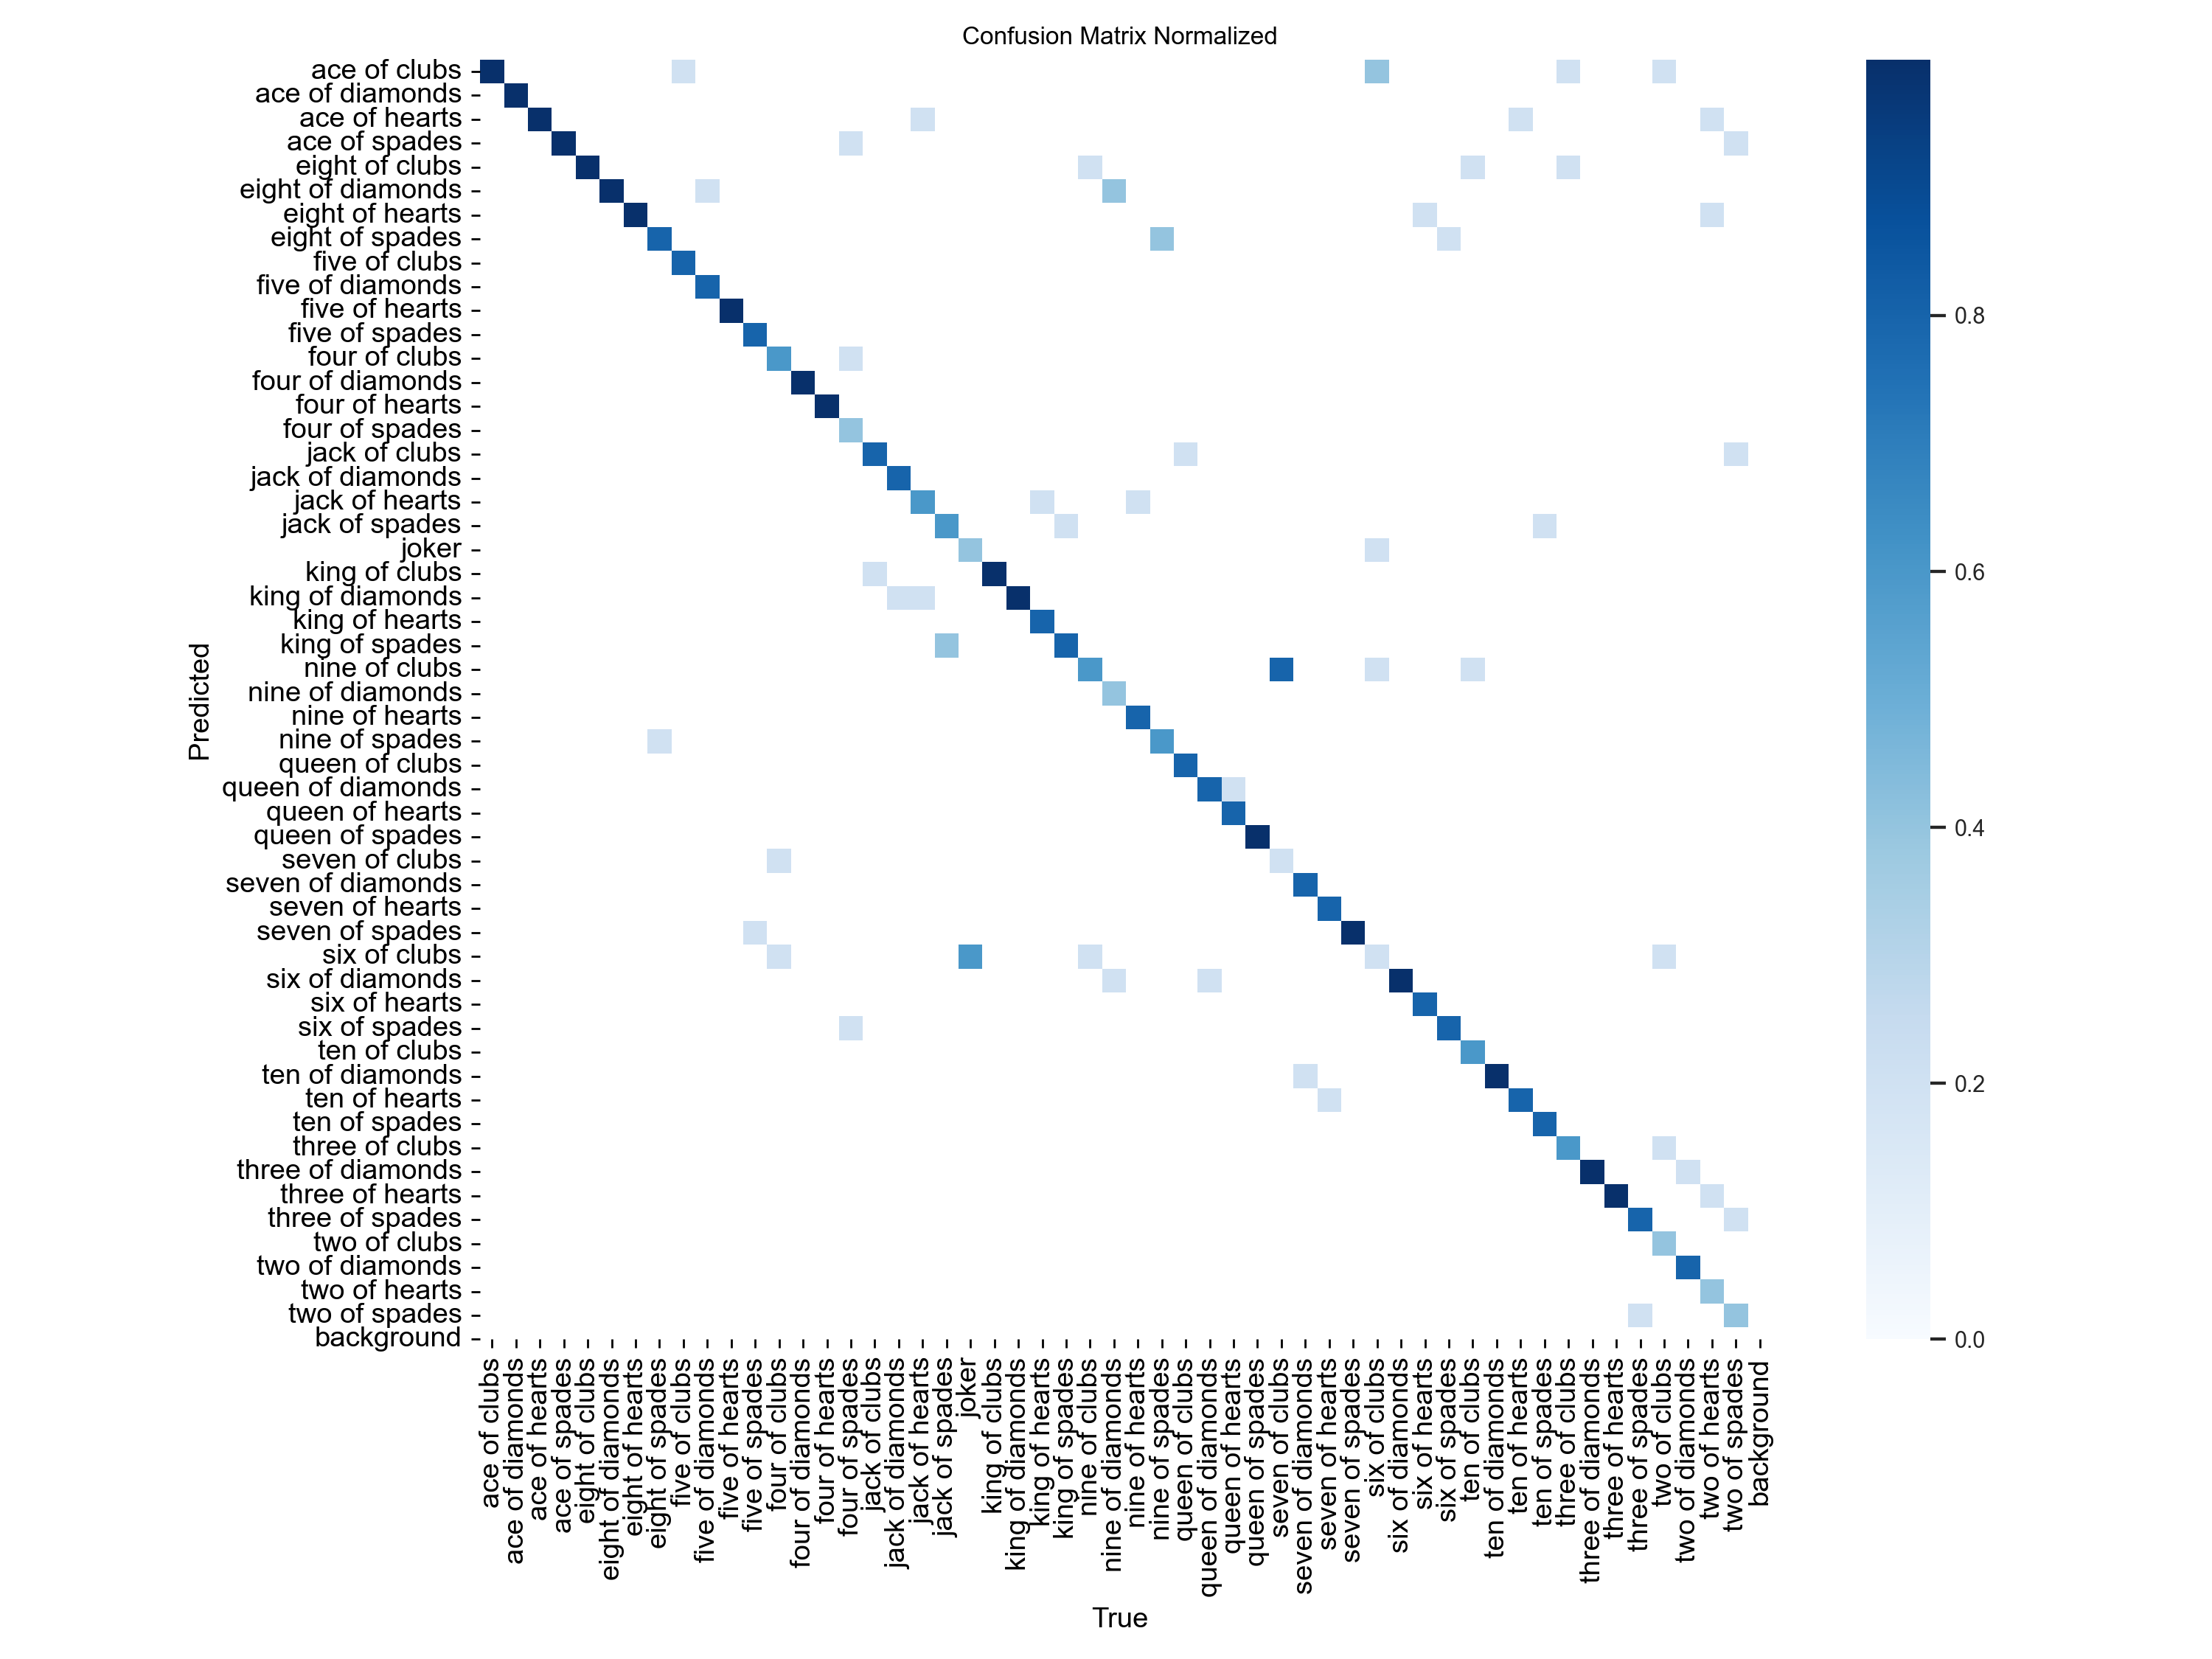 Confusion Matrix Normalized
ace of clubs
ace of diamonds
ace of hearts
ace of spades
eight of clubs
eight of diamonds
eight of hearts
eight of spades
five of clubs
five of diamonds
five of hearts
five of spades
four of clubs
four of diamonds
four of hearts
four of spades
jack of clubs
jack of diamonds
jack of hearts
jack of spades
joker
king of clubs
king of diamonds
king of hearts
king of spades
nine of clubs
nine of diamonds
nine of hearts
nine of spades
queen of clubs
queen of diamonds
queen of hearts
queen of spades
seven of clubs
seven of diamonds
seven of hearts
seven of spades
six of clubs
six of diamonds
six of hearts
six of spades
ten of clubs
ten of diamonds
ten of hearts
ten of spades
three of clubs
three of diamonds
three of hearts
three of spades
two of clubs
two of diamonds
two of hearts
two of spades
background
Predicted
ace of clubs
ace of diamonds
ace of hearts
ace of spades
eight of clubs
eight of diamonds
eight of hearts
eight of spades
five of clubs
five of diamonds
five of hearts
five of spades
four of clubs
four of diamonds
four of hearts
four of spades
jack of clubs
jack of diamonds
jack of hearts
jack of spades
joker
king of clubs
king of diamonds
king of hearts
king of spades
nine of clubs
nine of diamonds
nine of hearts
nine of spades
queen of clubs
queen of diamonds
queen of hearts
queen of spades
seven of clubs
seven of diamonds
seven of hearts
seven of spades
six of clubs
six of diamonds
six of hearts
six of spades
ten of clubs
ten of diamonds
ten of hearts
ten of spades
three of clubs
three of diamonds
three of hearts
three of spades
two of clubs
two of diamonds
two of hearts
two of spades
background
True
0.8
0.6
0.4
0.2
0.0